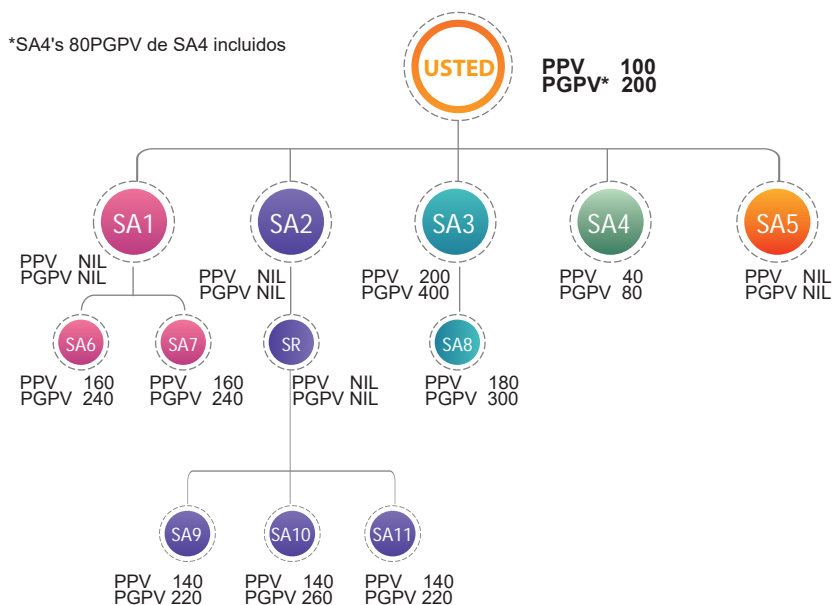 *SA4's 80PGPV de SA4 incluidos
USTED
PPV 100
PGPV* 200
SA1
SA2
SA3
SA4
SA5
PPV NIL
PGPV NIL
PPV NIL
PGPV NIL
PPV 200
PGPV 400
PPV 40
PGPV 80
PPV NIL
PGPV NIL
SA6
SA7
SR
SA8
PPV 160
PGPV 240
PPV 160
PGPV 240
PPV NIL
PGPV NIL
PPV 180
PGPV 300
SA9
SA10
SA11
PPV 140
PGPV 220
PPV 140
PGPV 260
PPV 140
PGPV 220